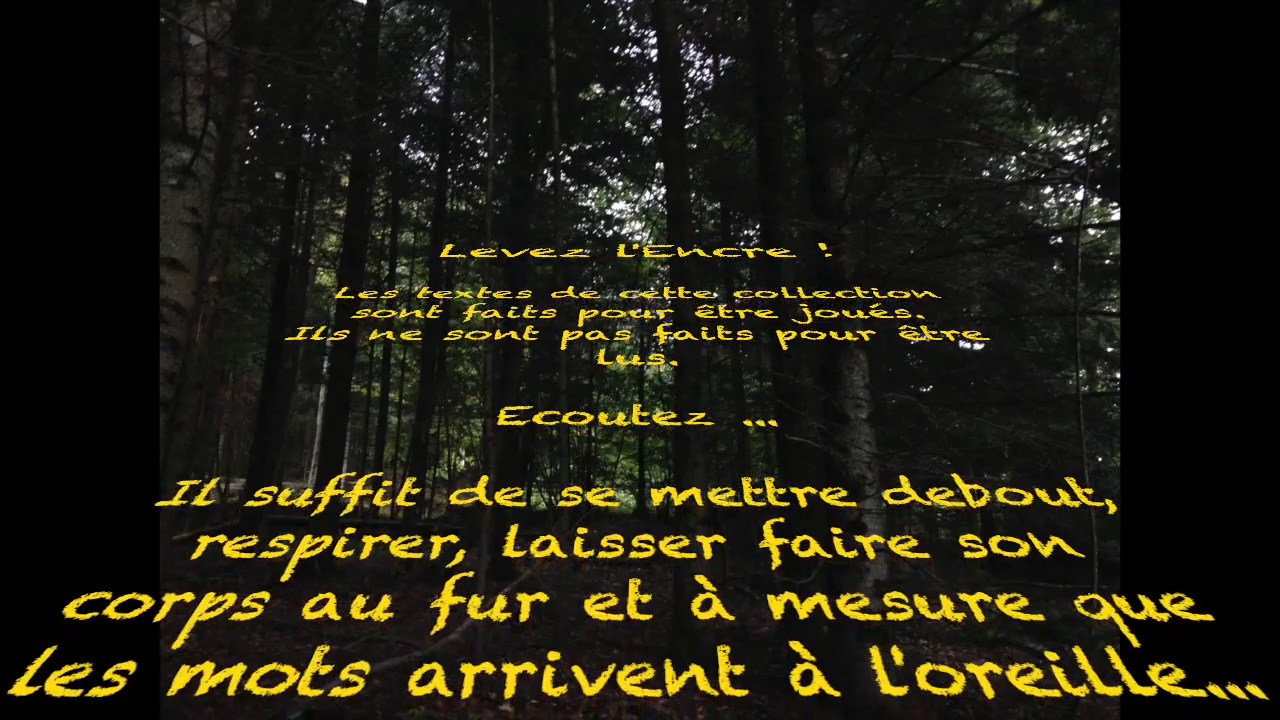 Levez l'Encre !
Les textes de cette collection
sont faits pour être joués.
Ils ne sont pas faits pour être
lus.
Ecoutez ...
Il suffit de se mettre debout,
respirer, laisser faire son
corps au fur et à mesure que
les mots arrivent à l'oreille...